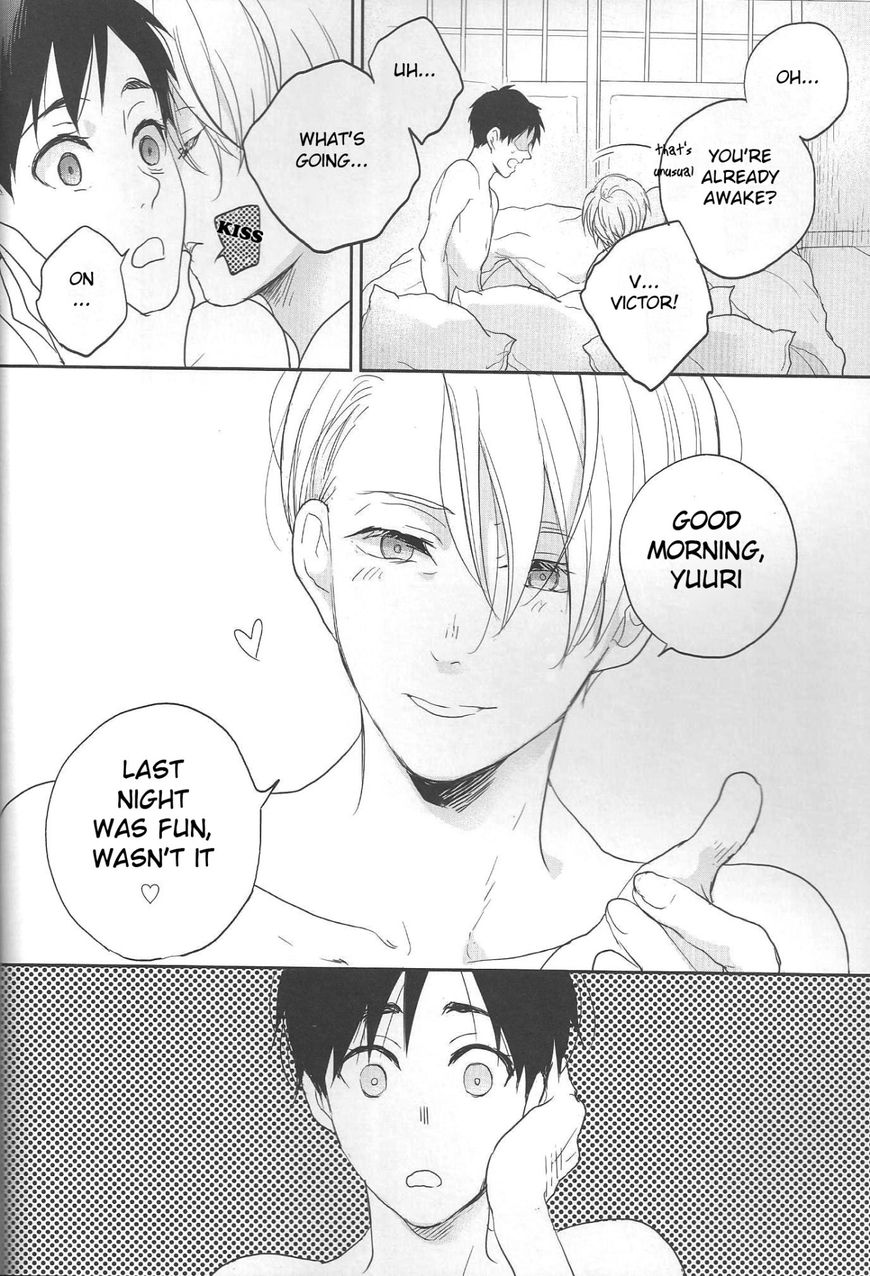 OH...
YOU'RE
ALREADY
AWAKE?
that's
unusual
V...
VICTOR!
UH...
WHAT'S
GOING...
KISS
ON
...
GOOD
MORNING,
YUURI
LAST
NIGHT
WAS FUN,
WASN'T IT
♡